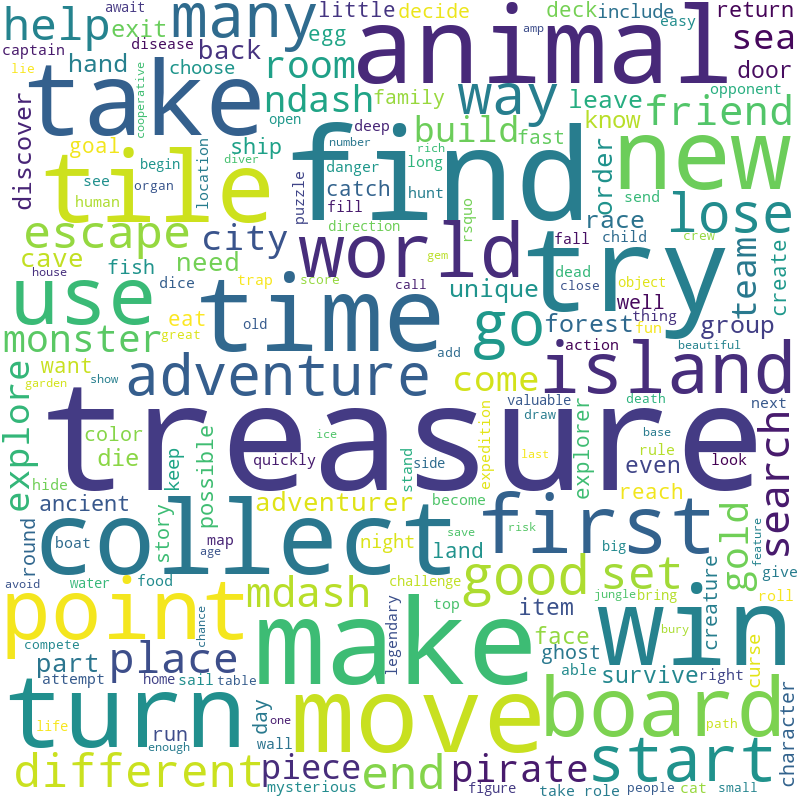 await
little
decide
deck
include
easy
return
help
exit
many
egg
amp
animal
sea
captain
disease
back
room
door
lie
hand
choose
take
cooperative
ndash
family
way
leave
opponent
friend
discover
goal
ship
open
deep
build
fast
know
order
new
tile
location
find
number
rich
see
begin
organ
diver
puzzle
danger
long
catch
hunt
send
lose
human
fill
direction
rsquo
race
escape
city
world
fall
child
crew
team
create
cave
fish
need
gem
try
dead
close
house
dice
trap
score
call
unique
object
well
thing
use
time
go
forest
fun
group
monster
eat
old
great
add
action
beautiful
want
adventure
come
island
garden
show
explore
treasure
valuable
death
next
draw
color
possible
ice
expedition
explorer
base
rule
search
die
keep
quickly
stand
side
last
even
look
hide
ancient
story
adventurer
become
reach
collect
first
gold
feature
round
boat
map
night
land
save
risk
big
age
avoid
water
food
challenge
good
set
creature
give
point
mdash
legendary
top
jungle
bring
roll
chance
make
item
win
compete
place
face
bury
curse
part
ghost
able
survive
right
attempt
home
sail
table
character
turn
day
move
board
path
life
run
one
enough
wall
start
different
piece
end
pirate
mysterious
figure
take role
people
cat
small